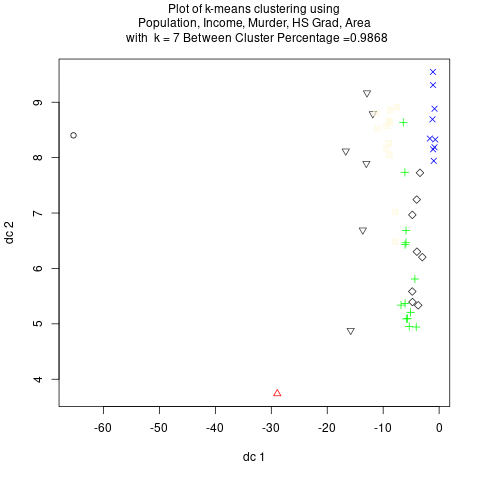 Plot of k-means clustering using
Population, Income, Murder, HS Grad, Area
with  k = 7 Between Cluster Percentage =0.9868
9
8
7
6
5
4
dc 2
-60
-50
-40
-30
-20
-10
0
dc 1